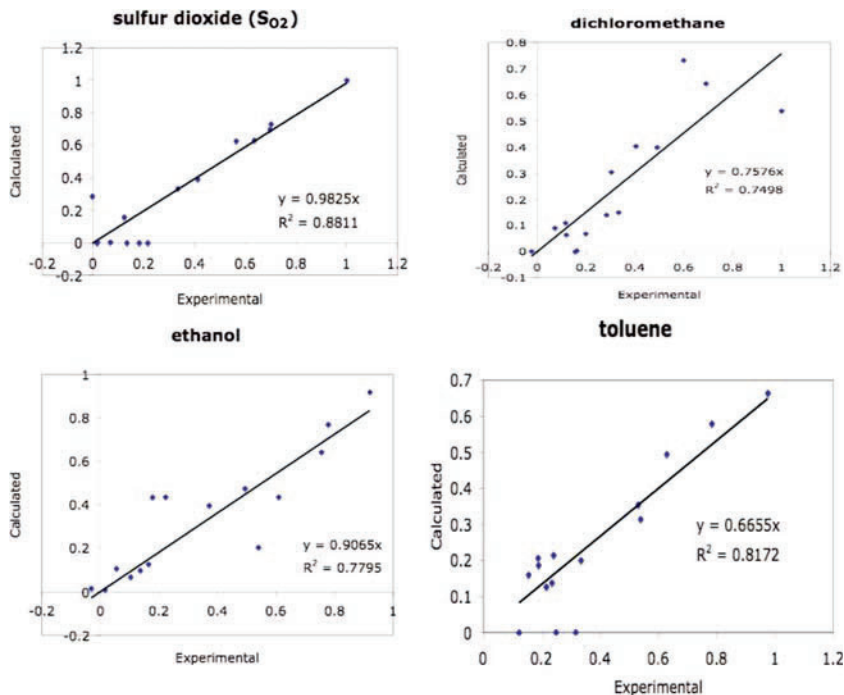 sulfur dioxide (SO2)
1.2
1
0.8
0.6
0.4
0.2
0
-0.2
Calculated
y = 0.9825x
R2 = 0.8811
-0.2 0 0.2 0.4 0.6 0.8 1 1.2
Experimental
dichloromethane
0.8
0.7
0.6
0.5
0.4
0.3
0.2
0.1
0
-0.1
Calculated
y = 0.7576x
R2 = 0.7498
-0.2 0 0.2 0.4 0.6 0.8 1 1.2
Experimental
ethanol
1
0.8
0.6
0.4
0.2
0
-0.2
Calculated
y = 0.9065x
R2 = 0.7795
-0.2 0 0.2 0.4 0.6 0.8 1
Experimental
toluene
0.7
0.6
0.5
0.4
0.3
0.2
0.1
0
Calculated
y = 0.6655x
R2 = 0.8172
0 0.2 0.4 0.6 0.8 1 1.2
Experimental